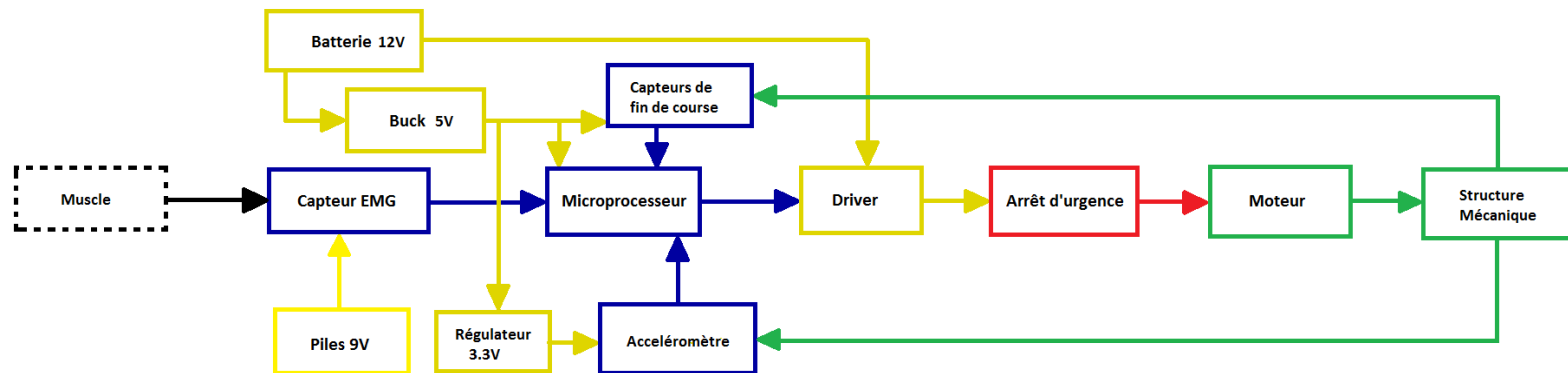 Batterie 12V
Buck 5V
Capteurs de
fin de course
Muscle
Capteur EMG
Microprocesseur
Driver
Arrêt d'urgence
Moteur
Structure
Mécanique
Piles 9V
Régulateur
3.3V
Acceléromètre